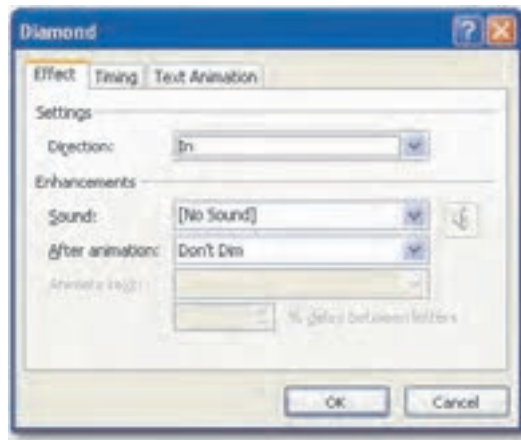 Diamond
Effect Timing Text Animation
Settings
Direction: In
Enhancements
Sound: [No Sound]
After animation: Don't Dim
Animate text:
% delay between letters
OK Cancel